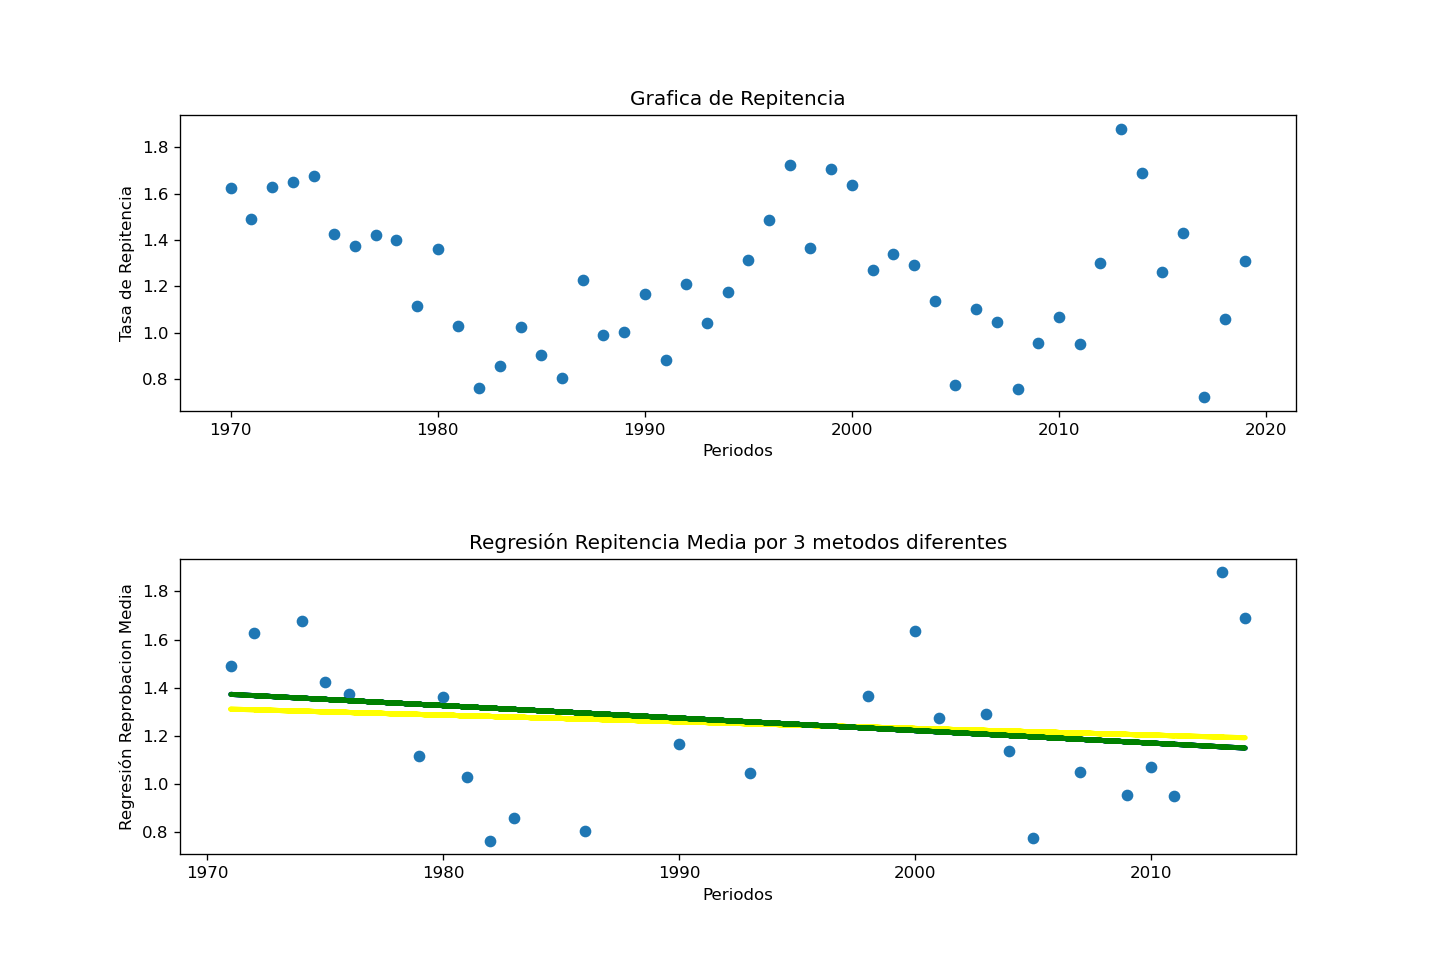 Grafica de Repitencia
Tasa de Repitencia
1.8
1.6
1.4
1.2
1.0
0.8
1970 1980 1990 2000 2010 2020
Periodos
Regresión Repitencia Media por 3 metodos diferentes
Regresión Reprobacion Media
1.8
1.6
1.4
1.2
1.0
0.8
1970 1980 1990 2000 2010
Periodos